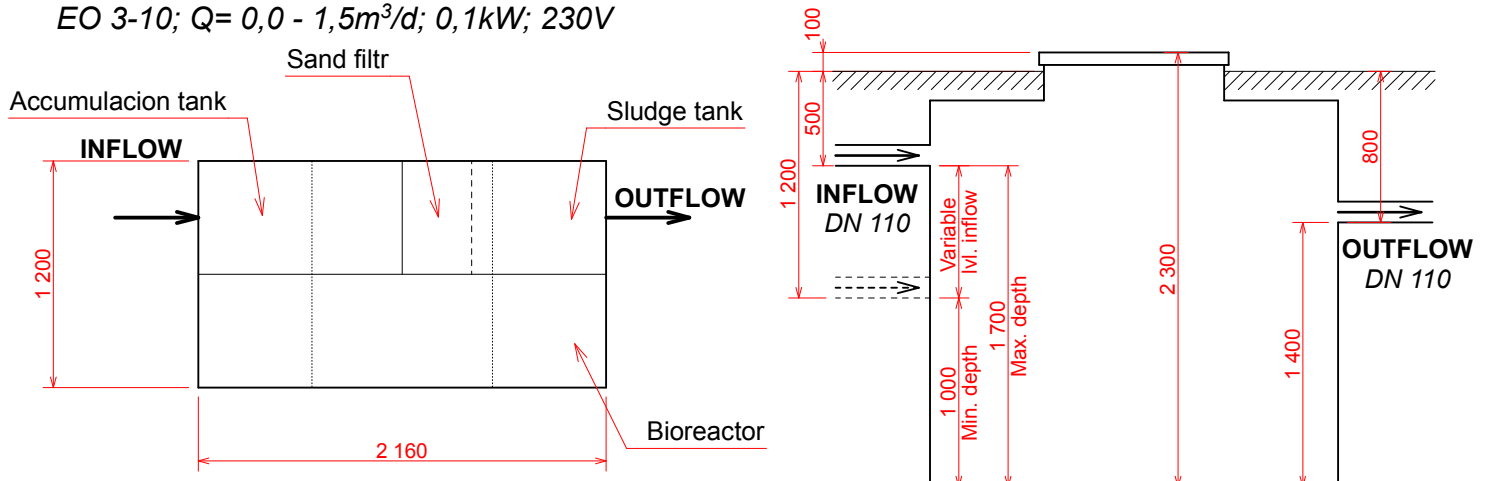 EO 3-10; Q= 0,0 - 1,5m³/d; 0,1kW; 230V
Sand filtr
Accumulacion tank
Sludge tank
INFLOW
OUTFLOW
1 200
2 160
Bioreactor
100
500
1 200
INFLOW
DN 110
Variable
lvl. inflow
1 000
Min. depth
1 700
Max. depth
2 300
800
OUTFLOW
DN 110
1 400